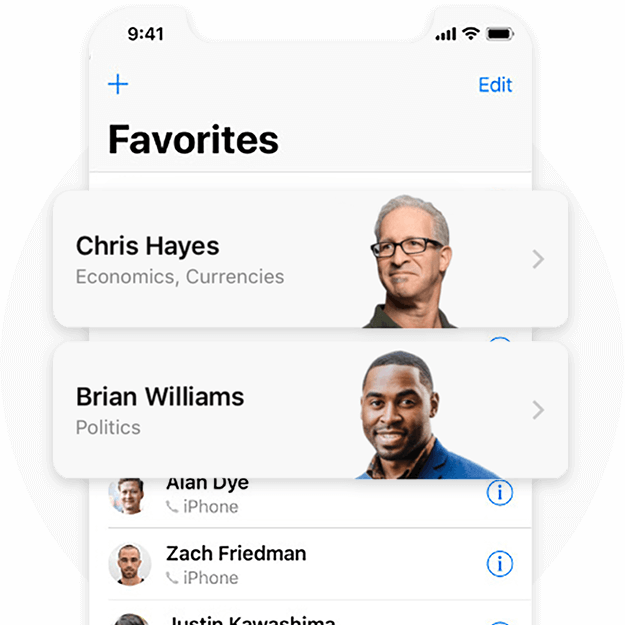 9:41
Edit
Favorites
Chris Hayes
Economics, Currencies
Brian Williams
Politics
Alan Dye
iPhone
Zach Friedman
iPhone
Justin Kawashima